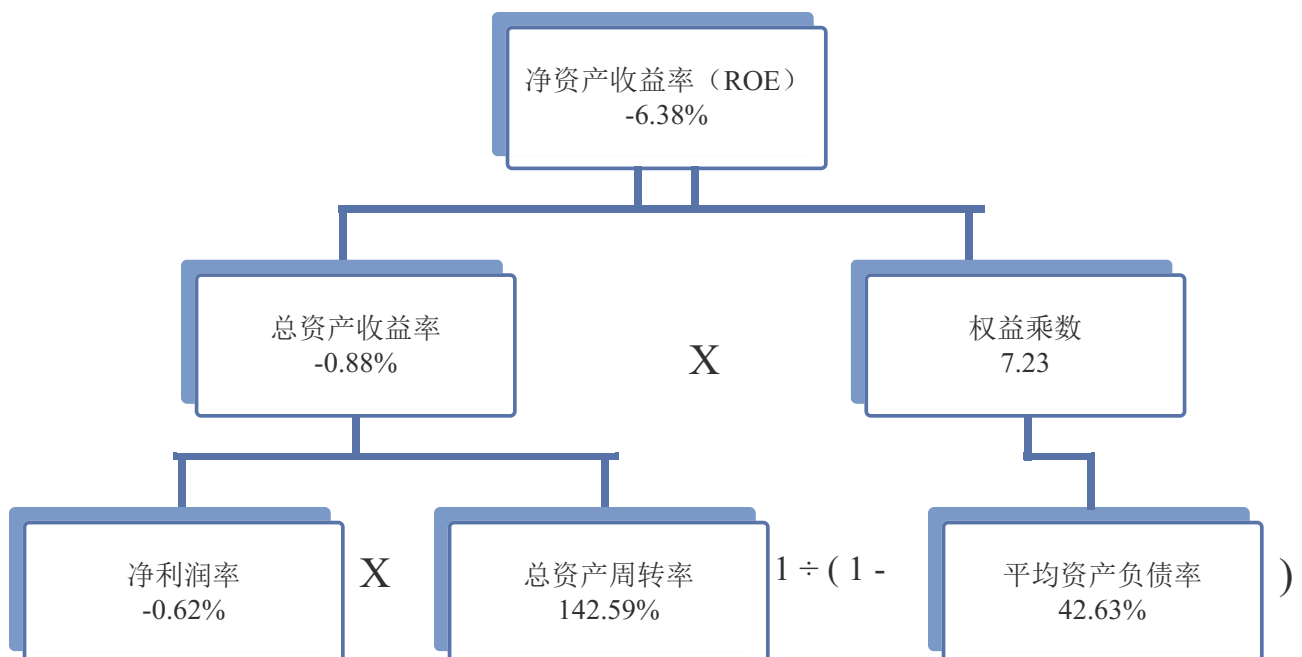 净资产收益率（ROE）
-6.38%
总资产收益率
-0.88%
X
权益乘数
7.23
净利润率
-0.62%
X
总资产周转率
142.59%
1 ÷ ( 1 -
平均资产负债率
42.63%
)